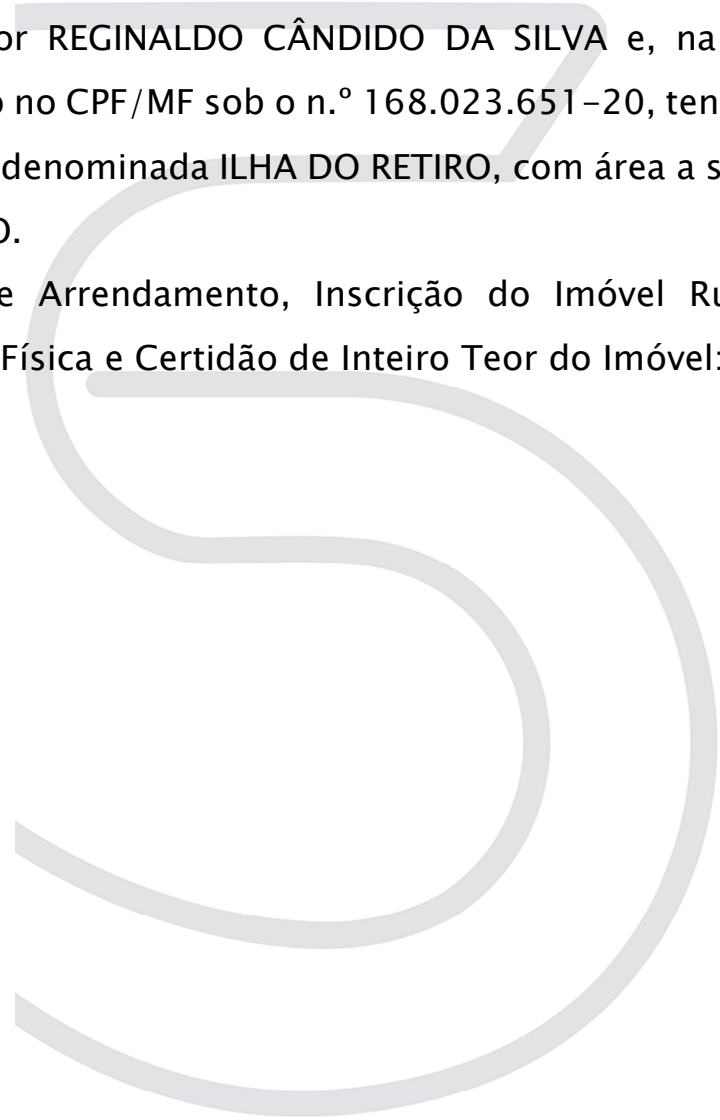 or REGINALDO CÂNDIDO DA SILVA e, na
no CPF/MF sob o n.º 168.023.651-20, ten
denominada ILHA DO RETIRO, com área a s
O.
e Arrendamento, Inscrição do Imóvel Ru
Física e Certidão de Inteiro Teor do Imóvel: